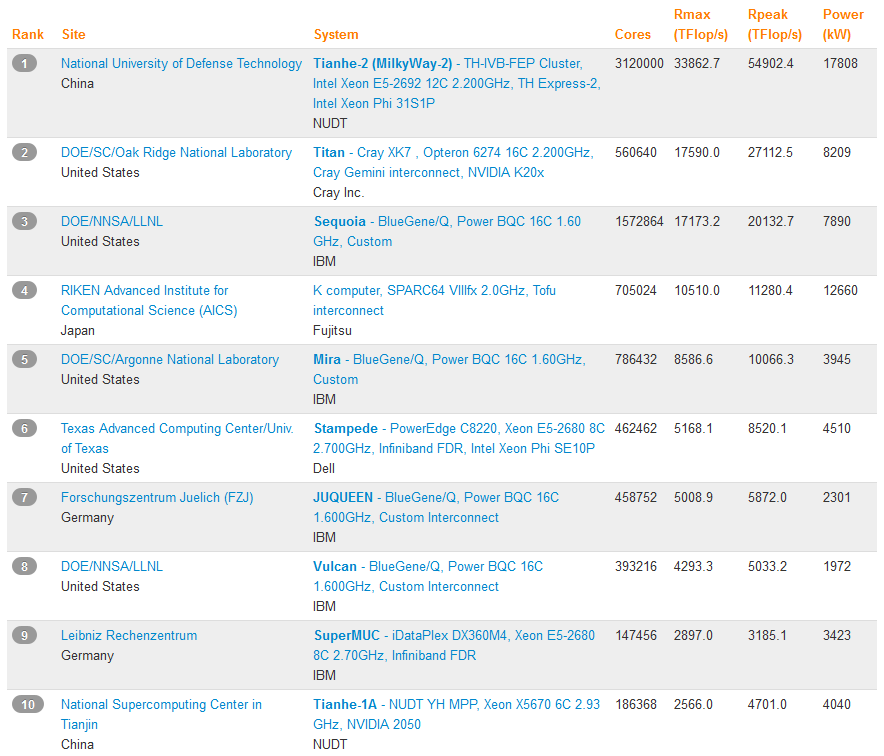 Rank Site System Cores Rmax (TFlop/s) Rpeak (TFlop/s) Power (kW)
1 National University of Defense Technology Tianhe-2 (MilkyWay-2) - TH-IVB-FEP Cluster, 3120000 33862.7 54902.4 17808
China Intel Xeon E5-2692 12C 2.200GHz, TH Express-2,
Intel Xeon Phi 31S1P
NUDT
2 DOE/SC/Oak Ridge National Laboratory Titan - Cray XK7 , Opteron 6274 16C 2.200GHz, 560640 17590.0 27112.5 8209
United States Cray Gemini interconnect, NVIDIA K20x
Cray Inc.
3 DOE/NNSA/LLNL Sequoia - BlueGene/Q, Power BQC 16C 1.60 1572864 17173.2 20132.7 7890
United States GHz, Custom
IBM
4 RIKEN Advanced Institute for K computer, SPARC64 VIIIfx 2.0GHz, Tofu 705024 10510.0 11280.4 12660
Computational Science (AICS) interconnect
Japan Fujitsu
5 DOE/SC/Argonne National Laboratory Mira - BlueGene/Q, Power BQC 16C 1.60GHz, 786432 8586.6 10066.3 3945
United States Custom
IBM
6 Texas Advanced Computing Center/Univ. Stampede - PowerEdge C8220, Xeon E5-2680 8C 462462 5168.1 8520.1 4510
of Texas 2.700GHz, Infiniband FDR, Intel Xeon Phi SE10P
United States Dell
7 Forschungszentrum Juelich (FZJ) JUQUEEN - BlueGene/Q, Power BQC 16C 458752 5008.9 5872.0 2301
Germany 1.600GHz, Custom Interconnect
IBM
8 DOE/NNSA/LLNL Vulcan - BlueGene/Q, Power BQC 16C 393216 4293.3 5033.2 1972
United States 1.600GHz, Custom Interconnect
IBM
9 Leibniz Rechenzentrum SuperMUC - iDataPlex DX360M4, Xeon E5-2680 147456 2897.0 3185.1 3423
Germany 8C 2.70GHz, Infiniband FDR
IBM
10 National Supercomputing Center in Tianhe-1A - NUDT YH MPP, Xeon X5670 6C 2.93 186368 2566.0 4701.0 4040
Tianjin GHz, NVIDIA 2050
China NUDT